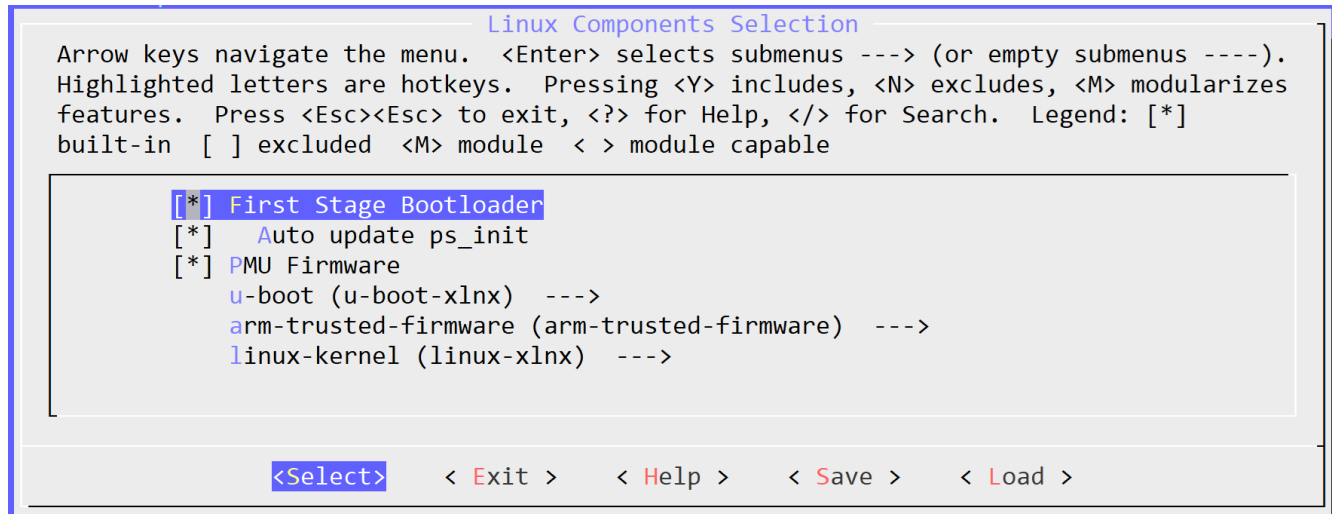 Linux Components Selection
Arrow keys navigate the menu.  <Enter> selects submenus ---> (or empty submenus ----).
Highlighted letters are hotkeys.  Pressing <Y> includes, <N> excludes, <M> modularizes
features.  Press <Esc><Esc> to exit, <?> for Help, </> for Search.  Legend: [*]
built-in  [ ] excluded  <M> module  < > module capable
[*] First Stage Bootloader
[*]   Auto update ps_init
[*] PMU Firmware
u-boot (u-boot-xlnx)  --->
arm-trusted-firmware (arm-trusted-firmware)  --->
linux-kernel (linux-xlnx)  --->
<Select>    < Exit >    < Help >    < Save >    < Load >